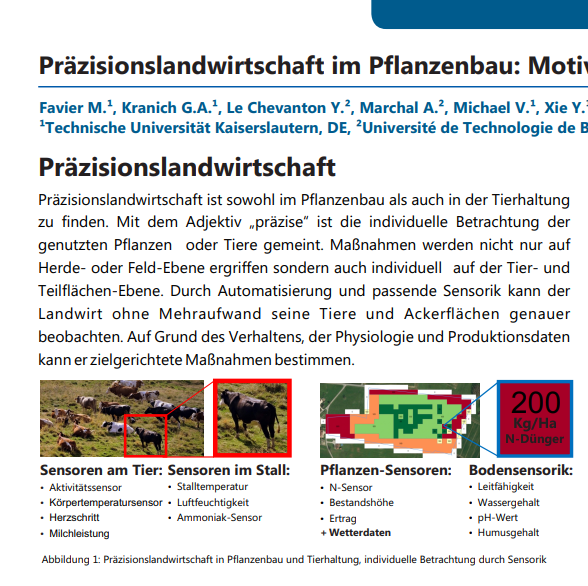 Präzisionslandwirtschaft im Pflanzenbau:
Favier M.¹, Kranich G.A.¹, Le Chevanton Y.², Marchal A.², Michael V.¹, Xie Y.
¹Technische Universität Kaiserslautern, DE, ²Université de Technologie de
Präzisionslandwirtschaft
Präzisionslandwirtschaft ist sowohl im Pflanzenbau als auch in der Tierhaltung
zu finden. Mit dem Adjektiv „präzise“ ist die individuelle Betrachtung der
genutzten Pflanzen oder Tiere gemeint. Maßnahmen werden nicht nur auf
Herde- oder Feld-Ebene ergriffen sondern auch individuell auf der Tier- und
Teilflächen-Ebene. Durch Automatisierung und passende Sensorik kann der
Landwirt ohne Mehraufwand seine Tiere und Ackerflächen genauer
beobachten. Auf Grund des Verhaltens, der Physiologie und Produktionsdaten
kann er zielgerichtete Maßnahmen bestimmen.
200
Kg/Ha
N-Dünger
Sensoren am Tier:
• Aktivitätssensor
• Körpertemperatursensor
• Herzschritt
• Milchleistung
Sensoren im Stall:
• Stalltemperatur
• Luftfeuchtigkeit
• Ammoniak-Sensor
Pflanzen-Sensoren:
• N-Sensor
• Bestandshöhe
• Ertrag
+ Wetterdaten
Bodensensorik:
• Leitfähigkeit
• Wassergehalt
• pH-Wert
• Humusgehalt
Abbildung 1: Präzisionslandwirtschaft in Pflanzenbau und Tierhaltung, individuelle Betrachtung durch Sensorik